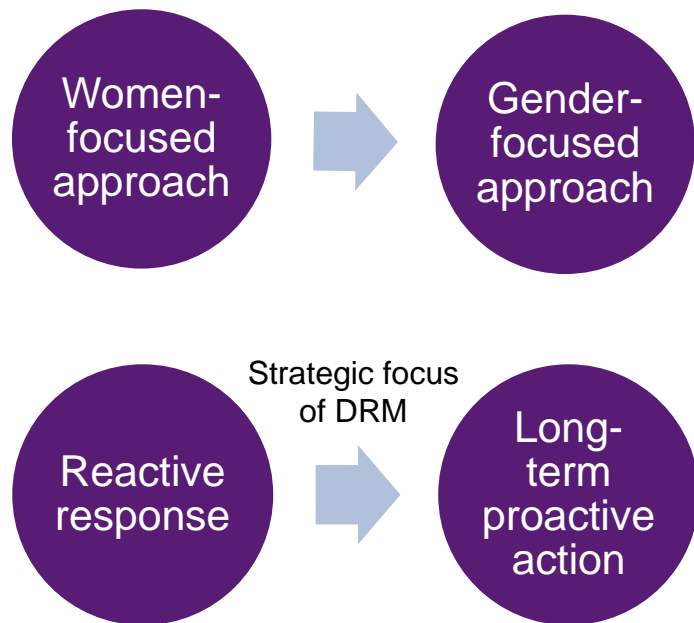 Women-
focused
approach
Gender-
focused
approach
Strategic focus
of DRM
Reactive
response
Long-
term
proactive
action